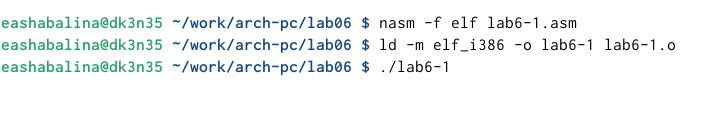 eashabalina@dk3n35 ~/work/arch-pc/lab06 $ nasm -f elf lab6-1.asm
eashabalina@dk3n35 ~/work/arch-pc/lab06 $ ld -m elf_i386 -o lab6-1 lab6-1.o
eashabalina@dk3n35 ~/work/arch-pc/lab06 $ ./lab6-1